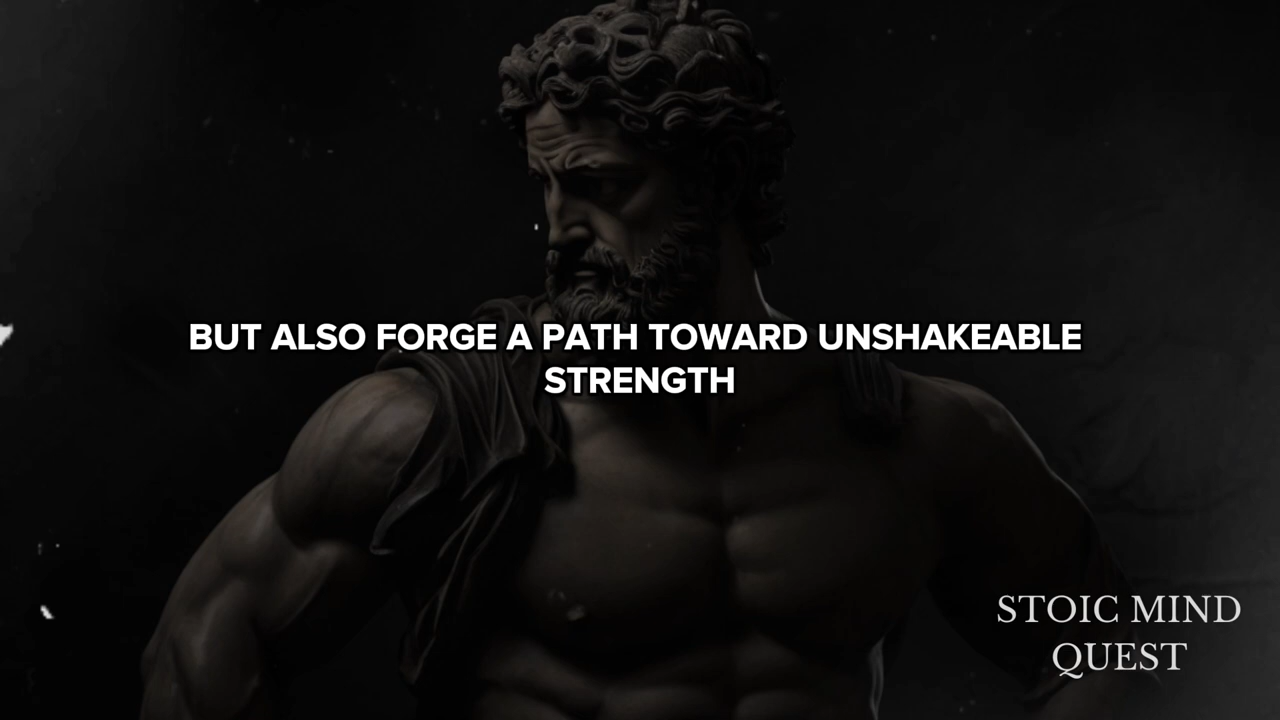 BUT ALSO FORGE A PATH TOWARD UNSHAKEABLE
STRENGTH
STOIC MIND
QUEST